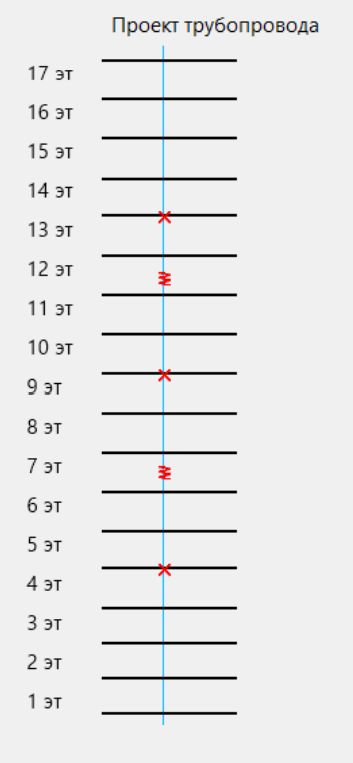 Проект трубопровода
17 эт
16 эт
15 эт
14 эт
13 эт
12 эт
11 эт
10 эт
9 эт
8 эт
7 эт
6 эт
5 эт
4 эт
3 эт
2 эт
1 эт